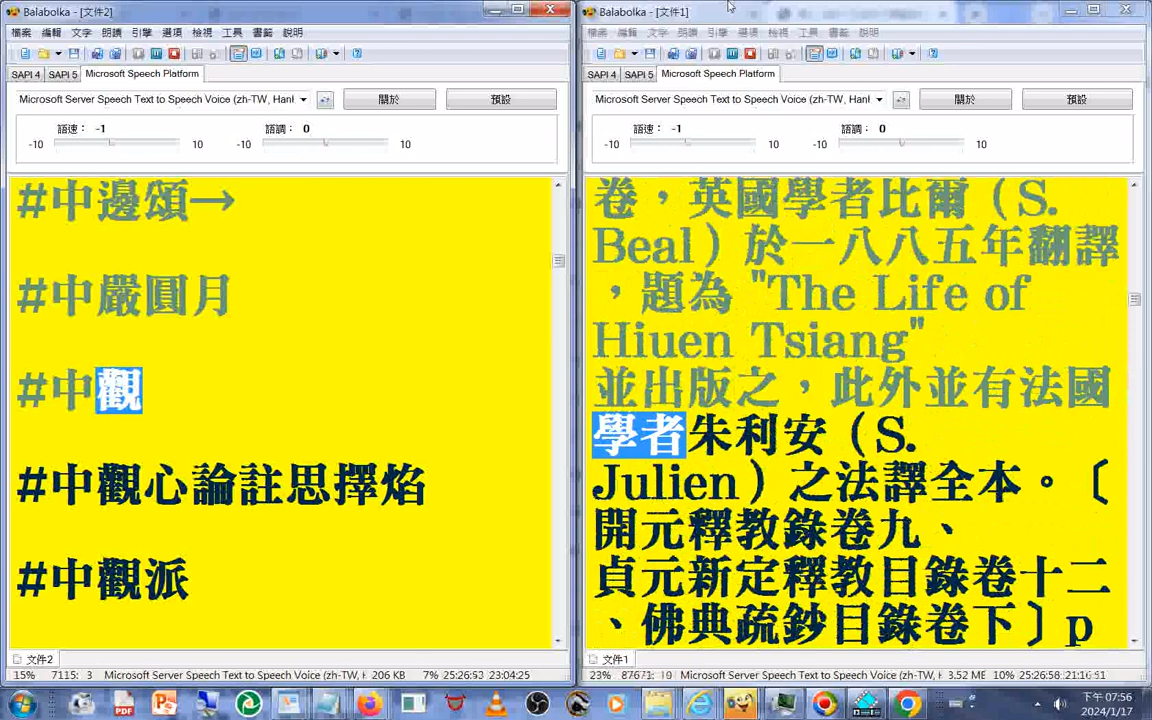 Balabolka - [文件2]
檔案 編輯 文字 朗讀 引擎 選項 檢視 工具 書籤 說明
SAPI 4 SAPI 5 Microsoft Speech Platform
Microsoft Server Speech Text to Speech Voice (zh-TW, Han
關於 預設
語速： -1 語調： 0
-10 10 -10 10
#中邊頌→
#中嚴圓月
#中觀
#中觀心論註思擇焰
#中觀派
文件2
15% 7115: 3 Microsoft Server Speech Text to Speech Voice (zh-TW, H 206 KB 7% 25:26:53 23:04:25
Balabolka - [文件1]
檔案 編輯 文字 朗讀 引擎 選項 檢視 工具 書籤 說明
SAPI 4 SAPI 5 Microsoft Speech Platform
Microsoft Server Speech Text to Speech Voice (zh-TW, Han
關於 預設
語速： -1 語調： 0
-10 10 -10 10
卷，英國學者比爾（S.
Beal）於一八八五年翻譯
，題為 "The Life of
Hiuen Tsiang"
並出版之，此外並有法國
學者朱利安（S.
Julien）之法譯全本。〔
開元釋教錄卷九、
貞元新定釋教目錄卷十二
、佛典疏鈔目錄卷下〕p
文件1
23% 87671: 10 Microsoft Server Speech Text to Speech Voice (zh-TW, H 3.52 MB 10% 25:26:58
下午 07:56
2024/1/17